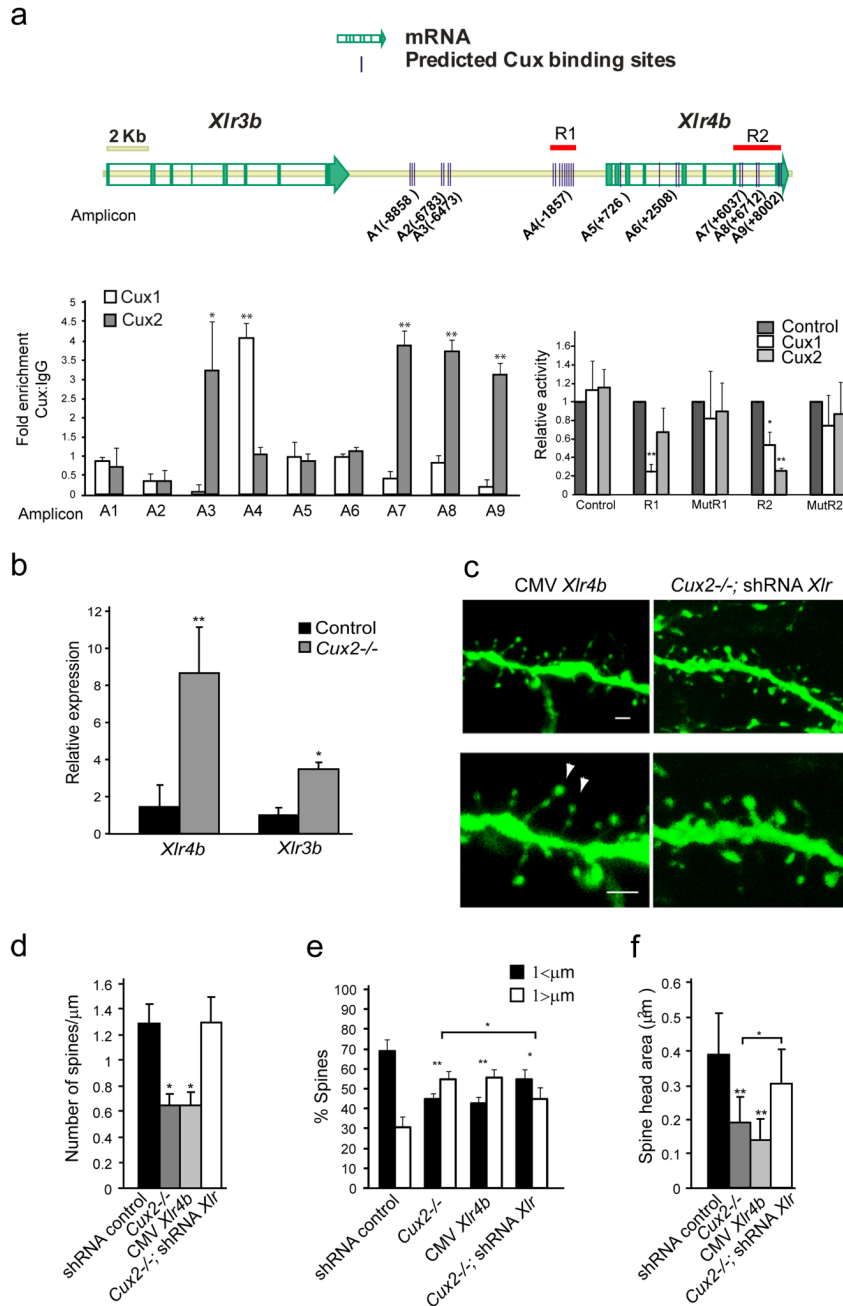 a
mRNA
Predicted Cux binding sites
Xlr3b
Xlr4b
2 Kb
R1
R2
Amplicon
A1(-8858 )
A2(-6783)
A3(-6473)
A4(-1857)
A5(+726 )
A6(+2508)
A7(+6037)
A8(+6712)
A9(+8002)
Fold enrichment
Cux:IgG
5
4.5
4
3.5
3
2.5
2
1.5
1
0.5
0
Cux1
Cux2
*
**
**
**
**
Amplicon
A1
A2
A3
A4
A5
A6
A7
A8
A9
Relative activity
1.6
1.4
1.2
1
0.8
0.6
0.4
0.2
0
Control
Cux1
Cux2
**
*
**
Control
R1
MutR1
R2
MutR2
b
Relative expression
12
10
8
6
4
2
0
Control
Cux2-/-
**
*
Xlr4b
Xlr3b
c
CMV Xlr4b
Cux2-/-; shRNA Xlr
d
Number of spines/μm
1.6
1.4
1.2
1
0.8
0.6
0.4
0.2
0
*
*
shRNA control
Cux2-/-
CMV Xlr4b
Cux2-/-; shRNA Xlr
e
% Spines
100
90
80
70
60
50
40
30
20
10
0
1<μm
1>μm
*
**
**
*
shRNA control
Cux2-/-
CMV Xlr4b
Cux2-/-; shRNA Xlr
f
Spine head area (μm²)
0.6
0.5
0.4
0.3
0.2
0.1
0
*
**
**
shRNA control
Cux2-/-
CMV Xlr4b
Cux2-/-; shRNA Xlr